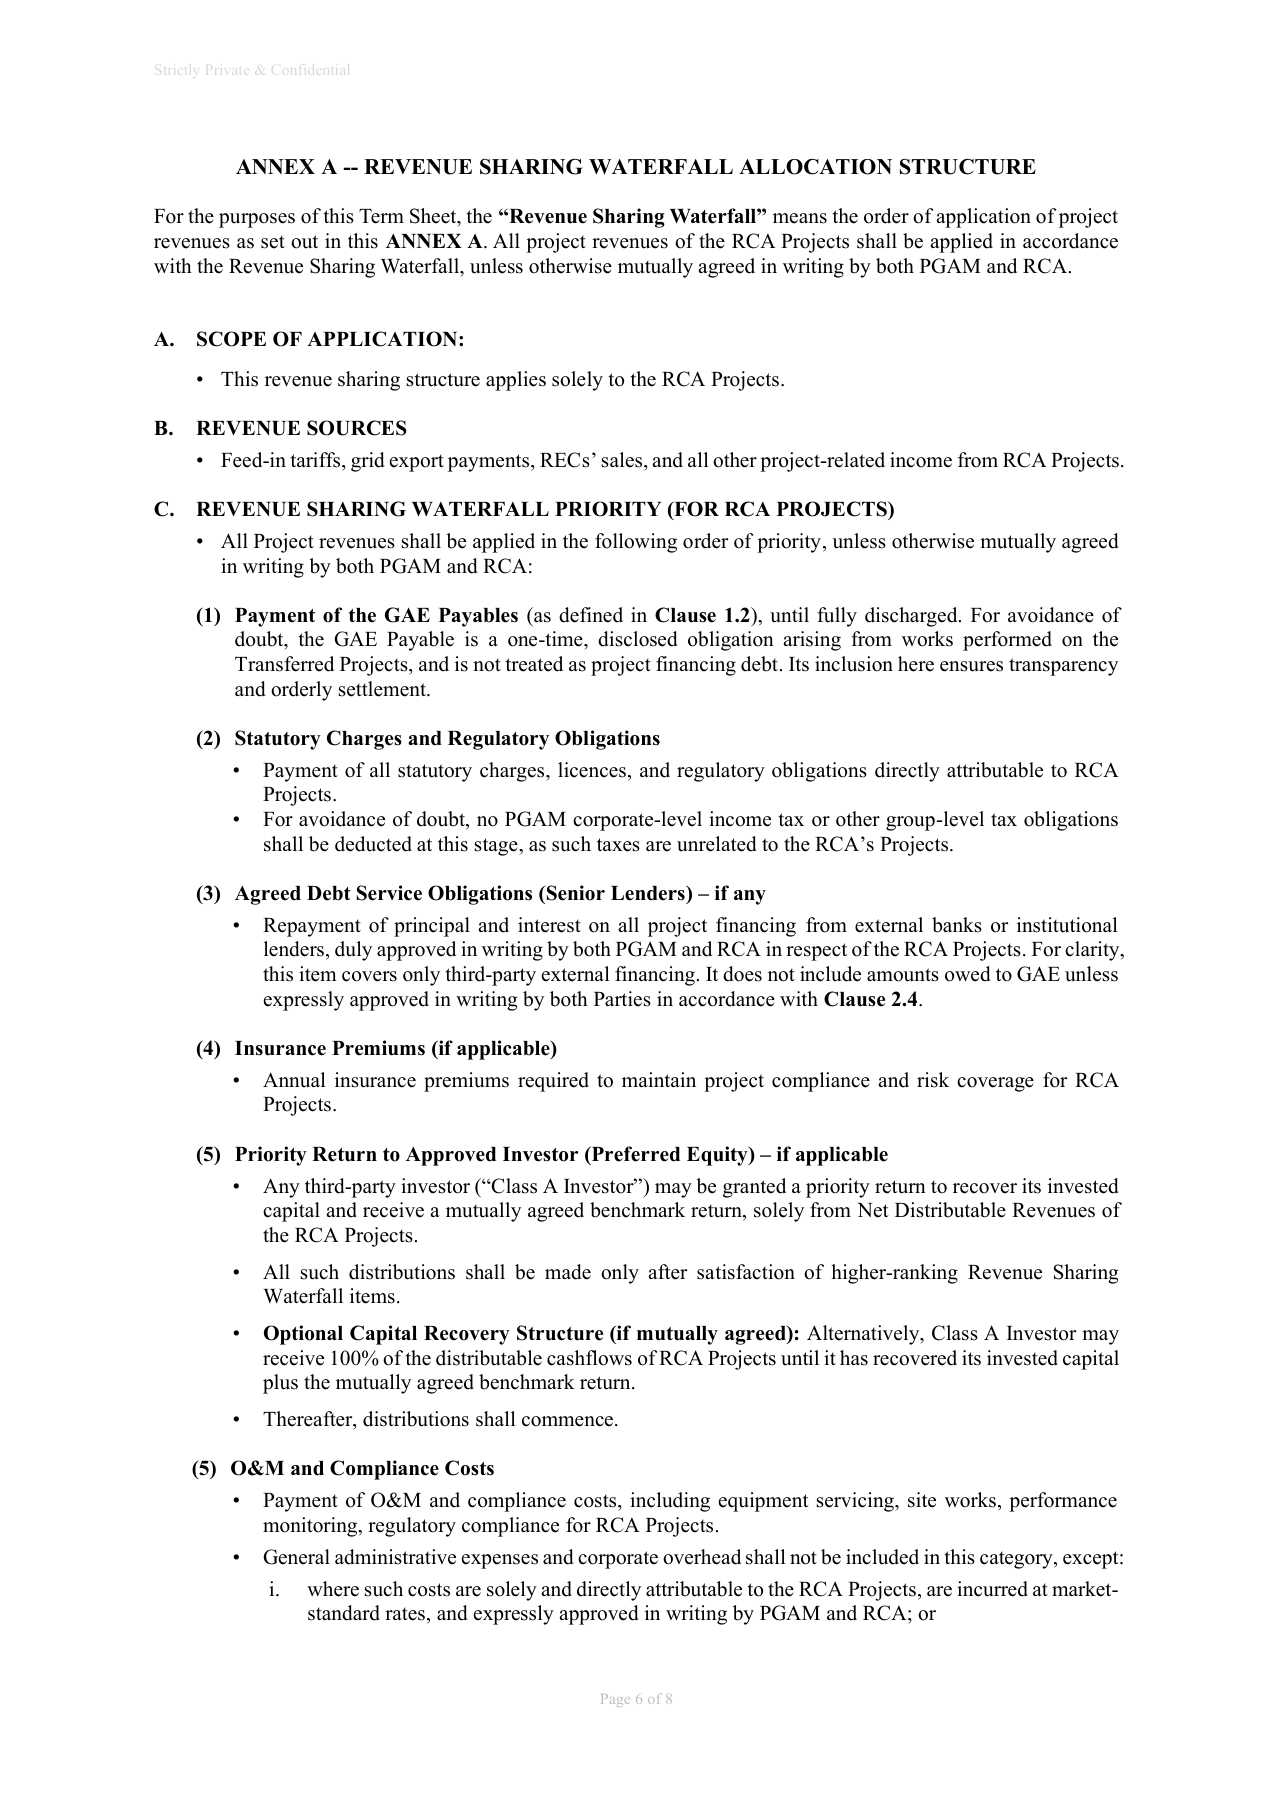 Strictly Private & Confidential
ANNEX A -- REVENUE SHARING WATERFALL ALLOCATION STRUCTURE
For the purposes of this Term Sheet, the “Revenue Sharing Waterfall” means the order of application of project
revenues as set out in this ANNEX A. All project revenues of the RCA Projects shall be applied in accordance
with the Revenue Sharing Waterfall, unless otherwise mutually agreed in writing by both PGAM and RCA.
A. SCOPE OF APPLICATION:
• This revenue sharing structure applies solely to the RCA Projects.
B. REVENUE SOURCES
• Feed-in tariffs, grid export payments, RECs’ sales, and all other project-related income from RCA Projects.
C. REVENUE SHARING WATERFALL PRIORITY (FOR RCA PROJECTS)
• All Project revenues shall be applied in the following order of priority, unless otherwise mutually agreed
in writing by both PGAM and RCA:
(1) Payment of the GAE Payables (as defined in Clause 1.2), until fully discharged. For avoidance of
doubt, the GAE Payable is a one-time, disclosed obligation arising from works performed on the
Transferred Projects, and is not treated as project financing debt. Its inclusion here ensures transparency
and orderly settlement.
(2) Statutory Charges and Regulatory Obligations
• Payment of all statutory charges, licences, and regulatory obligations directly attributable to RCA
Projects.
• For avoidance of doubt, no PGAM corporate-level income tax or other group-level tax obligations
shall be deducted at this stage, as such taxes are unrelated to the RCA’s Projects.
(3) Agreed Debt Service Obligations (Senior Lenders) – if any
• Repayment of principal and interest on all project financing from external banks or institutional
lenders, duly approved in writing by both PGAM and RCA in respect of the RCA Projects. For clarity,
this item covers only third-party external financing. It does not include amounts owed to GAE unless
expressly approved in writing by both Parties in accordance with Clause 2.4.
(4) Insurance Premiums (if applicable)
• Annual insurance premiums required to maintain project compliance and risk coverage for RCA
Projects.
(5) Priority Return to Approved Investor (Preferred Equity) – if applicable
• Any third-party investor (“Class A Investor”) may be granted a priority return to recover its invested
capital and receive a mutually agreed benchmark return, solely from Net Distributable Revenues of
the RCA Projects.
• All such distributions shall be made only after satisfaction of higher-ranking Revenue Sharing
Waterfall items.
• Optional Capital Recovery Structure (if mutually agreed): Alternatively, Class A Investor may
receive 100% of the distributable cashflows of RCA Projects until it has recovered its invested capital
plus the mutually agreed benchmark return.
• Thereafter, distributions shall commence.
(5) O&M and Compliance Costs
• Payment of O&M and compliance costs, including equipment servicing, site works, performance
monitoring, regulatory compliance for RCA Projects.
• General administrative expenses and corporate overhead shall not be included in this category, except:
i. where such costs are solely and directly attributable to the RCA Projects, are incurred at market-
standard rates, and expressly approved in writing by PGAM and RCA; or
Page 6 of 8